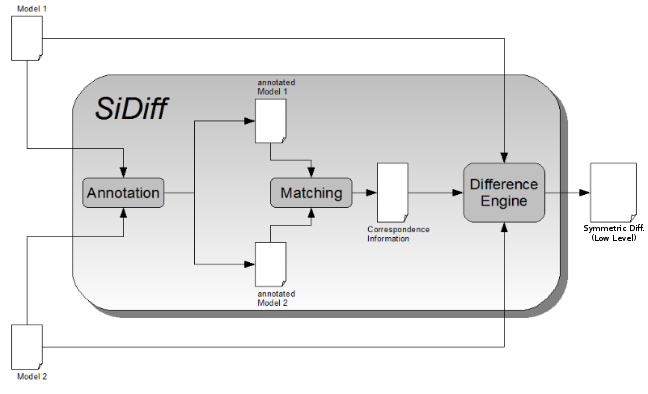 Model 1
SiDiff
annotated
Model 1
Annotation
Matching
Difference
Engine
Correspondence
Information
Symmetric Diff.
(Low Level)
annotated
Model 2
Model 2